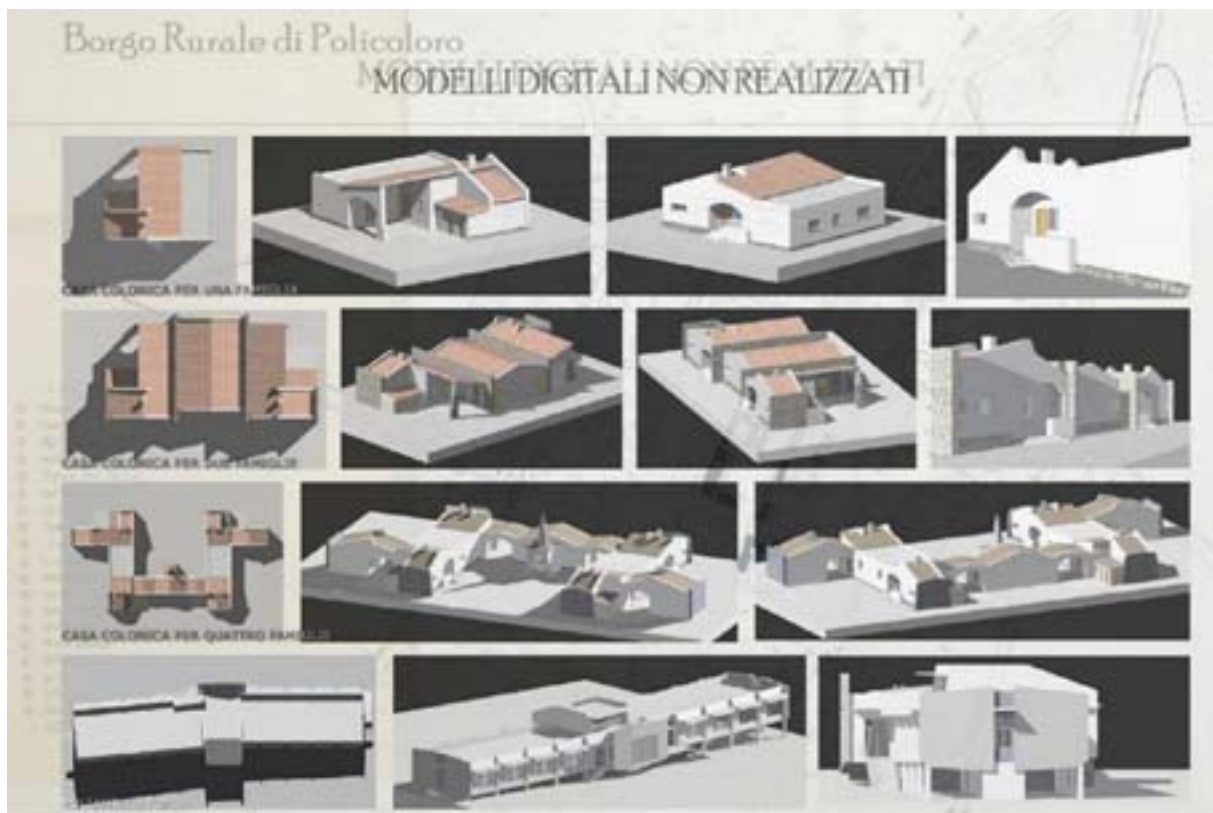 Borgo Rurale di Policoloro
MODELLI DIGITALI NON REALIZZATI
CASA COLONICA PER UNA FAMIGLIA
CASA COLONICA PER DUE FAMIGLIE
CASA COLONICA PER QUATTRO FAMIGLIE